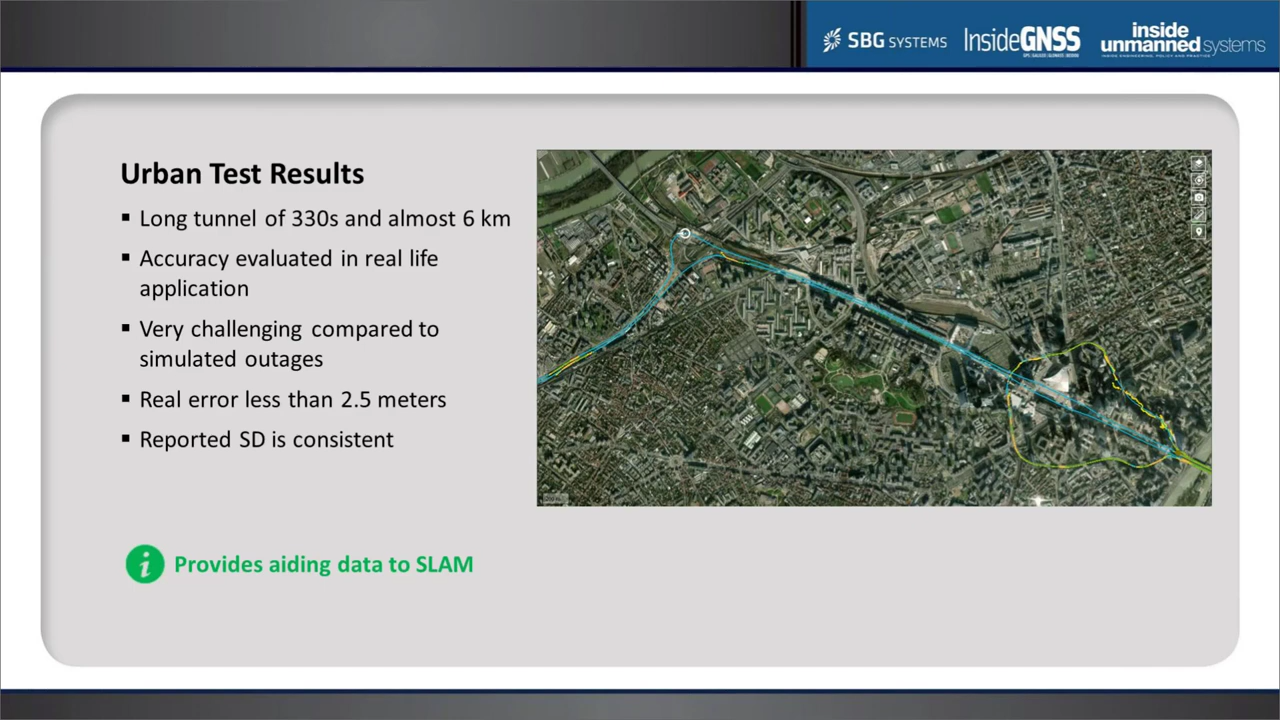 SBG SYSTEMS
InsideGNSS
inside
unmanned systems
Urban Test Results
▪ Long tunnel of 330s and almost 6 km
▪ Accuracy evaluated in real life
application
▪ Very challenging compared to
simulated outages
▪ Real error less than 2.5 meters
▪ Reported SD is consistent
Provides aiding data to SLAM